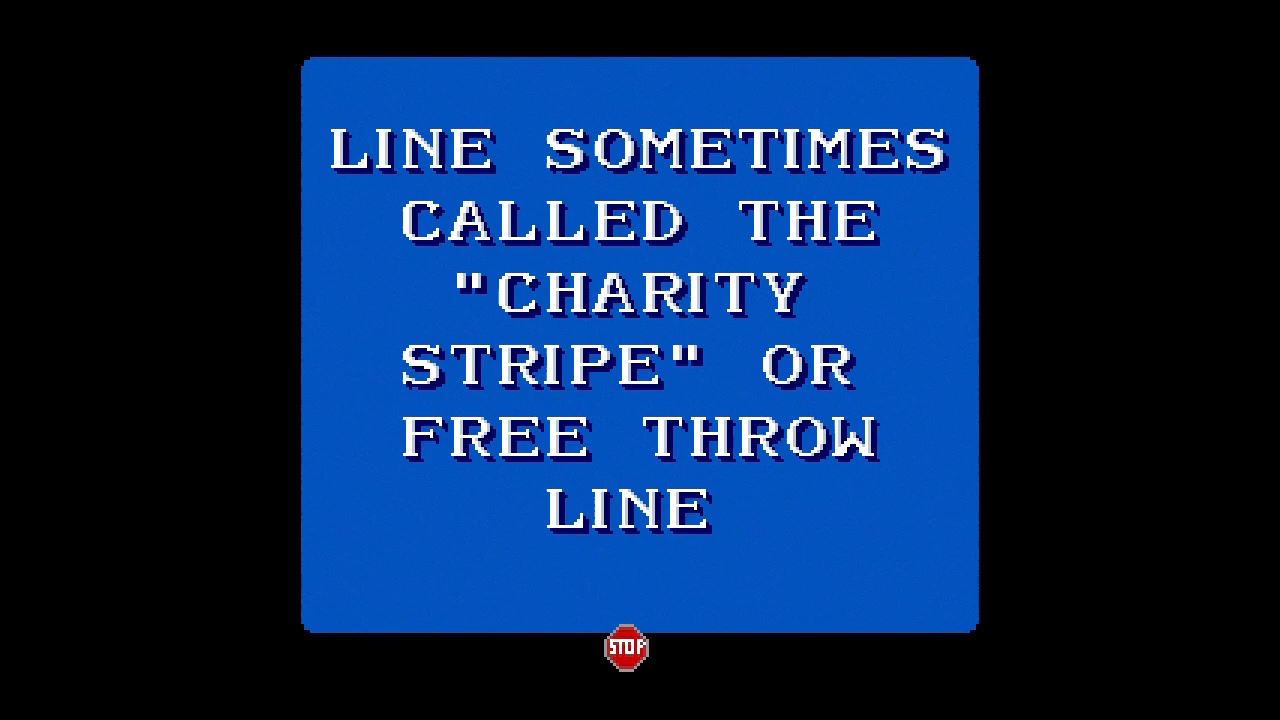 LINE SOMETIMES
CALLED THE
"CHARITY
STRIPE" OR
FREE THROW
LINE
STOP